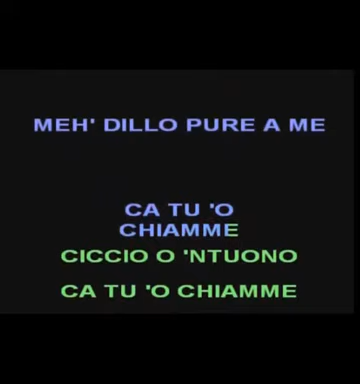 MEH' DILLO PURE A ME
CA TU 'O
CHIAMME
CICCIO O 'NTUONO
CA TU 'O CHIAMME